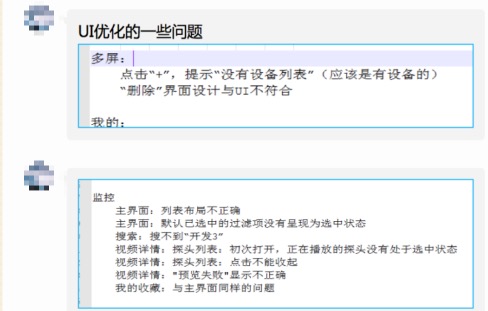 UI优化的一些问题
多屏：
点击“+”，提示“没有设备列表”（应该是有设备的）
“删除”界面设计与UI不符合
我的：
监控
主界面：列表布局不正确
主界面：默认已选中的过滤项没有呈现为选中状态
搜索：搜不到“开发3”
视频详情：探头列表：初次打开，正在播放的探头没有处于选中状态
视频详情：探头列表：点击不能收起
视频详情："预览失败"显示不正确
我的收藏：与主界面同样的问题